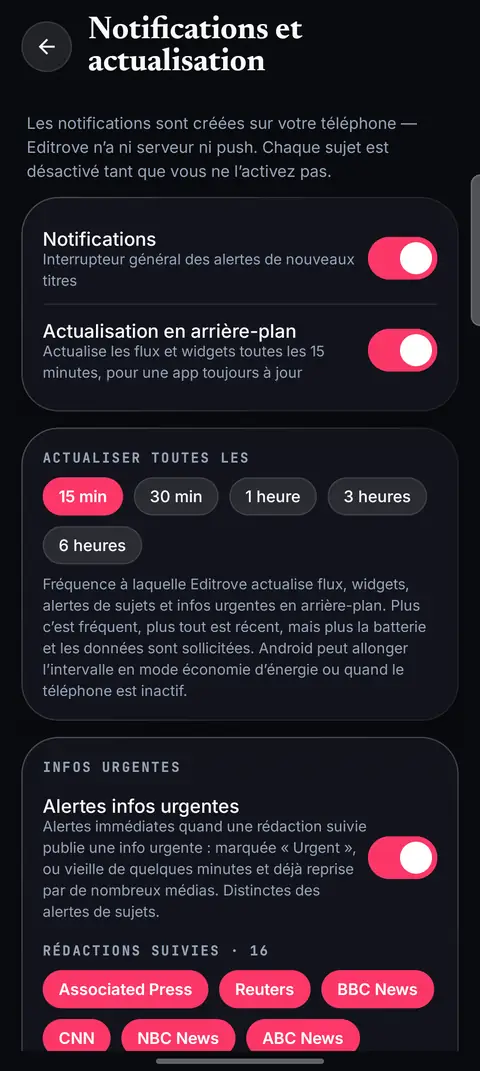 Notifications et
actualisation
Les notifications sont créées sur votre téléphone —
Editrove n’a ni serveur ni push. Chaque sujet est
désactivé tant que vous ne l’activez pas.
Notifications
Interrupteur général des alertes de nouveaux
titres
Actualisation en arrière-plan
Actualise les flux et widgets toutes les 15
minutes, pour une app toujours à jour
ACTUALISER TOUTES LES
15 min
30 min
1 heure
3 heures
6 heures
Fréquence à laquelle Editrove actualise flux, widgets,
alertes de sujets et infos urgentes en arrière-plan. Plus
c’est fréquent, plus tout est récent, mais plus la batterie
et les données sont sollicitées. Android peut allonger
l’intervalle en mode économie d’énergie ou quand le
téléphone est inactif.
INFOS URGENTES
Alertes infos urgentes
Alertes immédiates quand une rédaction suivie
publie une info urgente : marquée « Urgent »,
ou vieille de quelques minutes et déjà reprise
par de nombreux médias. Distinctes des
alertes de sujets.
RÉDACTIONS SUIVIES · 16
Associated Press
Reuters
BBC News
CNN
NBC News
ABC News